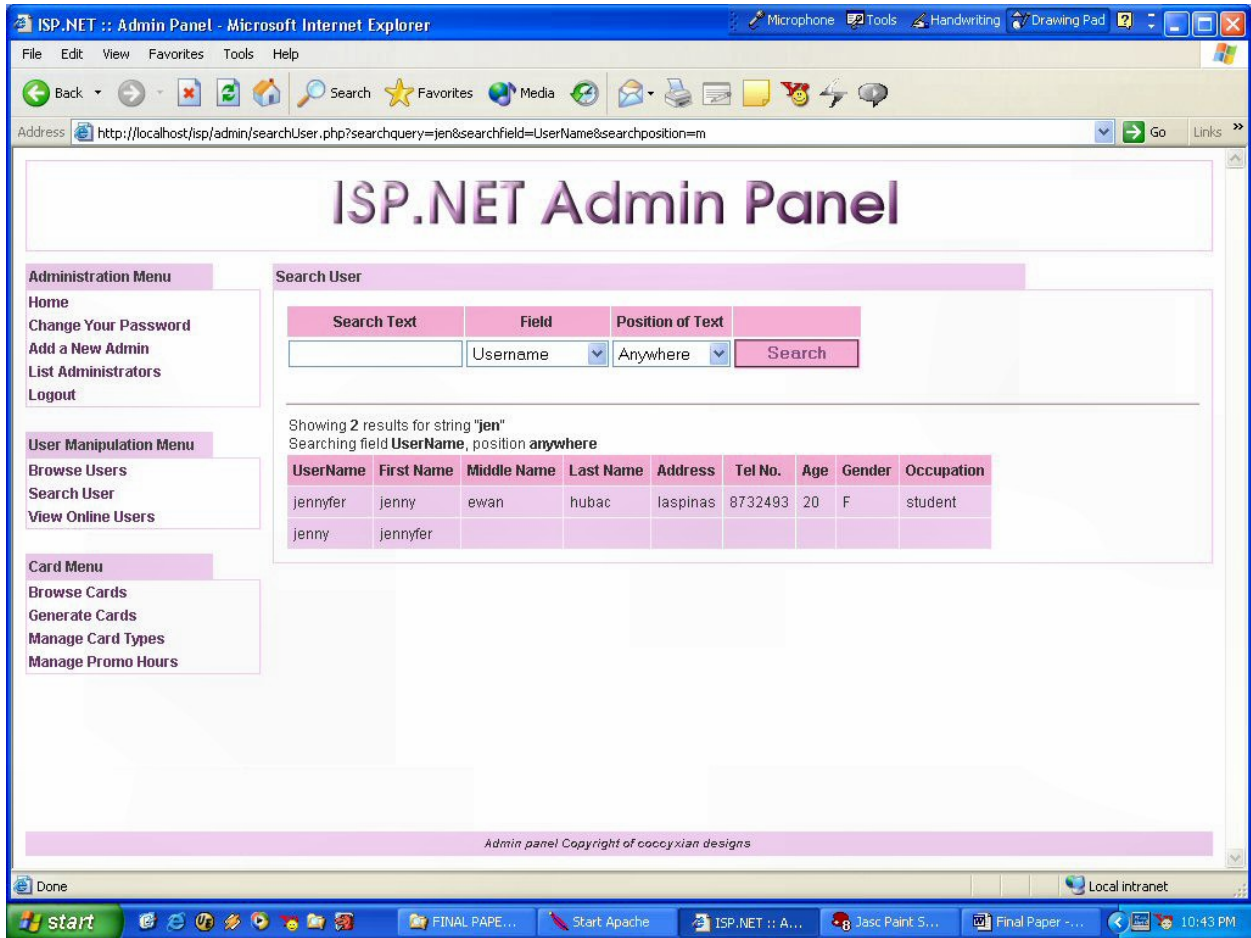 ISP.NET :: Admin Panel - Microsoft Internet Explorer
Microphone Tools Handwriting Drawing Pad
File Edit View Favorites Tools Help
Back Search Favorites Media
Address http://localhost/isp/admin/searchUser.php?searchquery=jen&searchfield=UserName&searchposition=m Go Links »
ISP.NET Admin Panel
Administration Menu
Home
Change Your Password
Add a New Admin
List Administrators
Logout
User Manipulation Menu
Browse Users
Search User
View Online Users
Card Menu
Browse Cards
Generate Cards
Manage Card Types
Manage Promo Hours
Search User
Search Text Field Position of Text
Username Anywhere Search
Showing 2 results for string "jen"
Searching field UserName, position anywhere
UserName First Name Middle Name Last Name Address Tel No. Age Gender Occupation
jennyfer jenny ewan hubac laspinas 8732493 20 F student
jenny jennyfer
Admin panel Copyright of coccyxian designs
Done Local intranet
start FINAL PAPE... Start Apache ISP.NET :: A... Jasc Paint S... Final Paper -... 10:43 PM